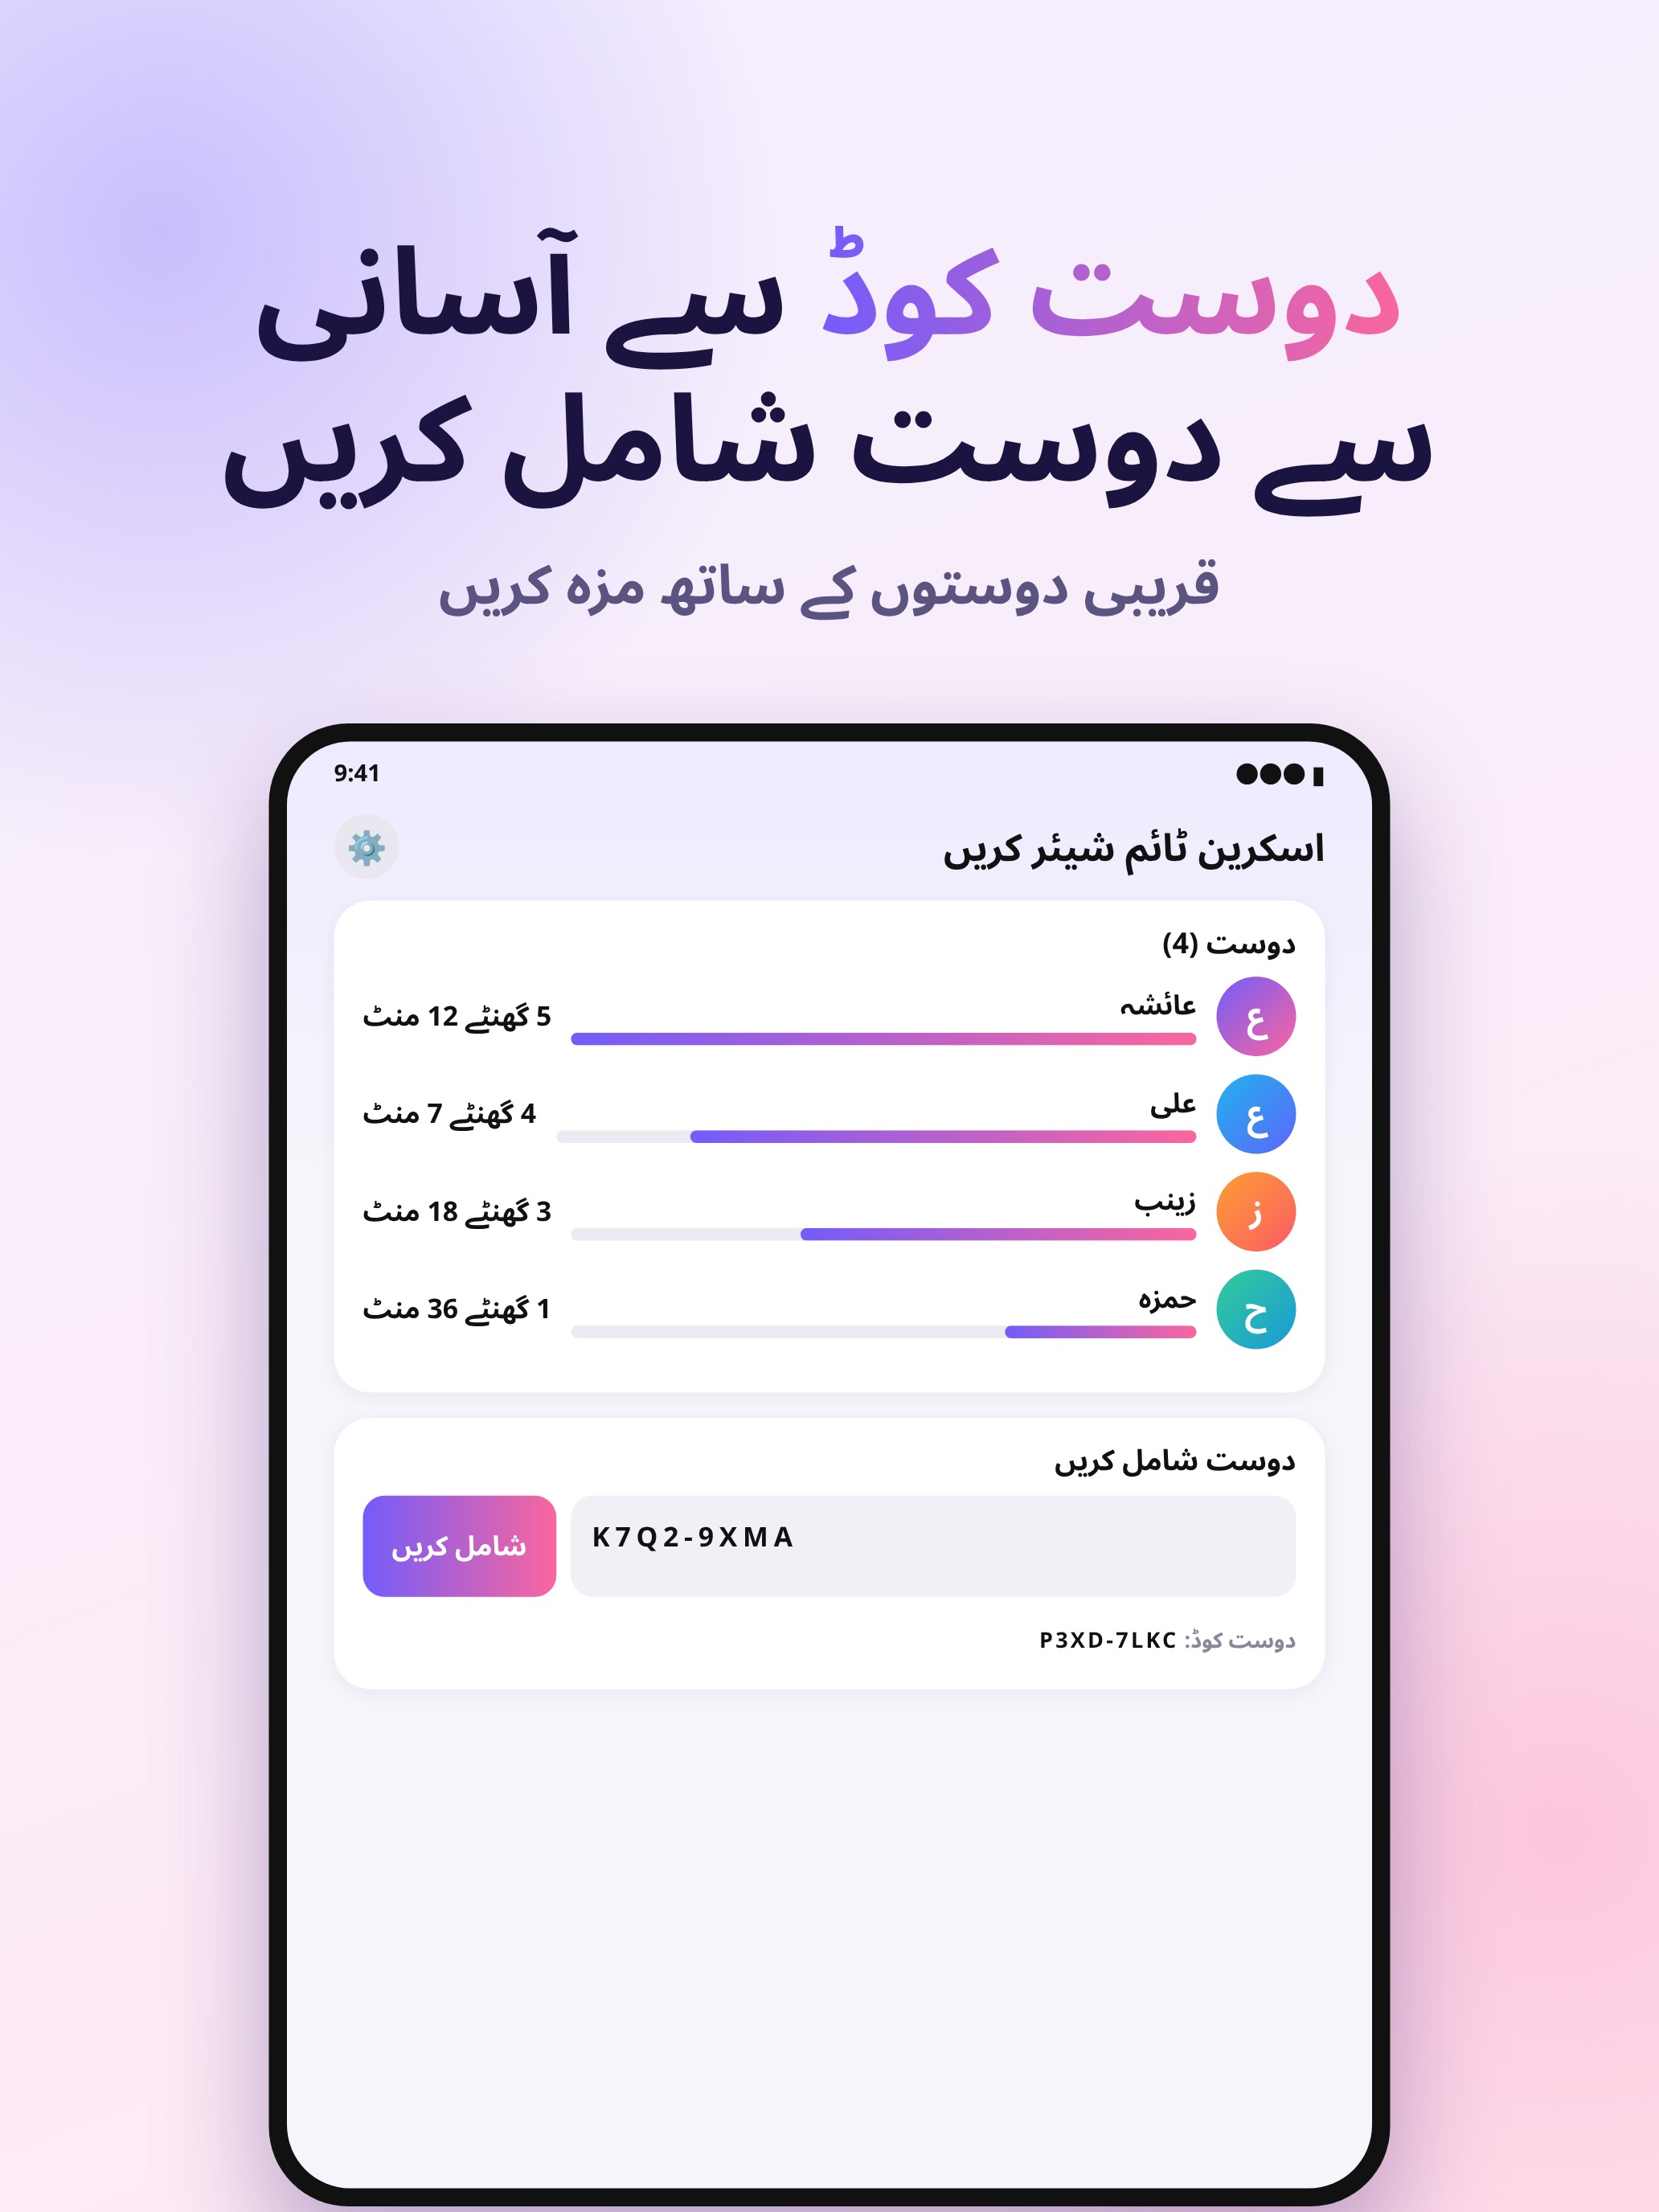 دوست کوڈ سے آسانی
سے دوست شامل کریں
قریبی دوستوں کے ساتھ مزہ کریں
9:41
اسکرین ٹائم شیئر کریں
دوست (4)
ع
عائشہ
5 گھنٹے 12 منٹ
ع
علی
4 گھنٹے 7 منٹ
ز
زینب
3 گھنٹے 18 منٹ
ح
حمزہ
1 گھنٹے 36 منٹ
دوست شامل کریں
K7Q2-9XMA
شامل کریں
دوست کوڈ: P3XD-7LKC